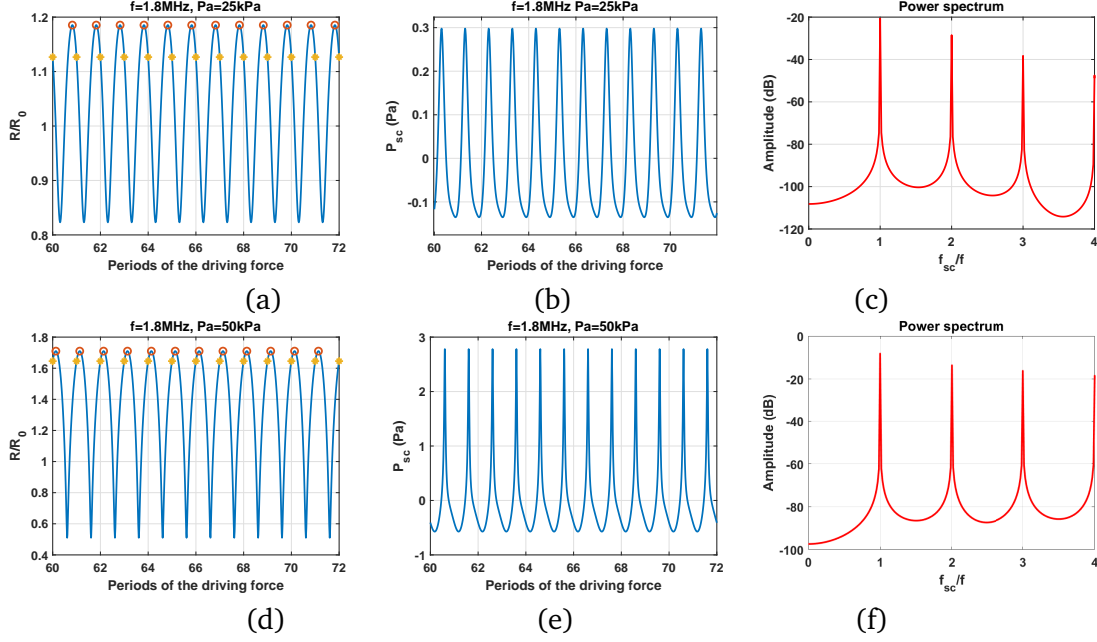 f=1.8MHz, Pa=25kPa
1.2
1.1
1
0.9
0.8
R/R0
60 62 64 66 68 70 72
Periods of the driving force
(a)
f=1.8MHz Pa=25kPa
0.3
0.2
0.1
0
-0.1
Psc (Pa)
60 62 64 66 68 70
Periods of the driving force
(b)
Power spectrum
-20
-40
-60
-80
-100
-120
Amplitude (dB)
0 1 2 3 4
fsc/f
(c)
f=1.8MHz, Pa=50kPa
1.8
1.6
1.4
1.2
1
0.8
0.6
0.4
R/R0
60 62 64 66 68 70 72
Periods of the driving force
(d)
f=1.8MHz, Pa=50kPa
3
2
1
0
-1
Psc (Pa)
60 62 64 66 68 70 72
Periods of the driving force
(e)
Power spectrum
0
-20
-40
-60
-80
-100
Amplitude (dB)
0 1 2 3 4
fsc/f
(f)